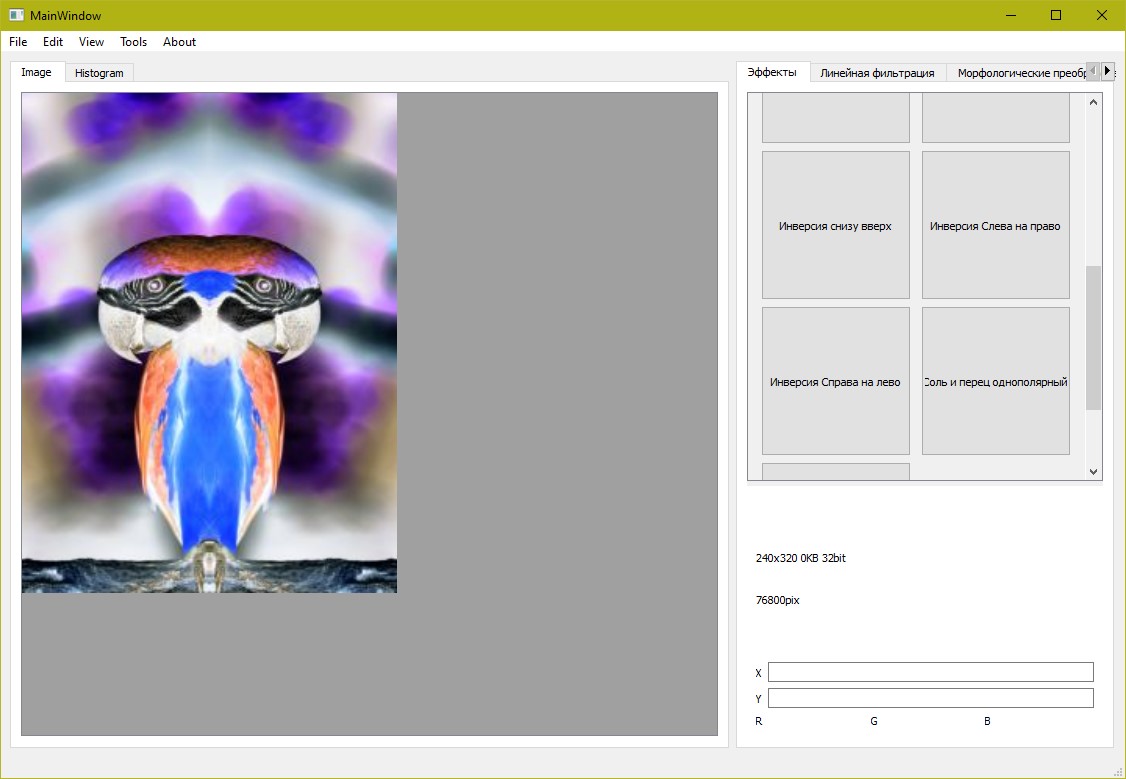 MainWindow
File Edit View Tools About
Image Histogram
Эффекты Линейная фильтрация Морфологические преобр
Инверсия снизу вверх Инверсия Слева на право
Инверсия Справа на лево Соль и перец однополярный
240x320 0KB 32bit
76800pix
X
Y
R G B